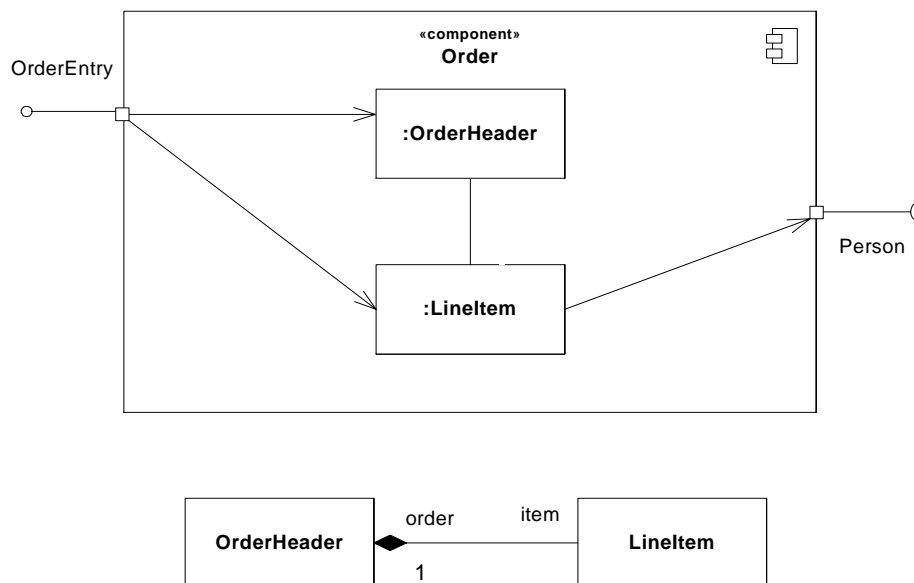 «component»
Order
OrderEntry
:OrderHeader
Person
:LineItem
OrderHeader
order
item
LineItem
1